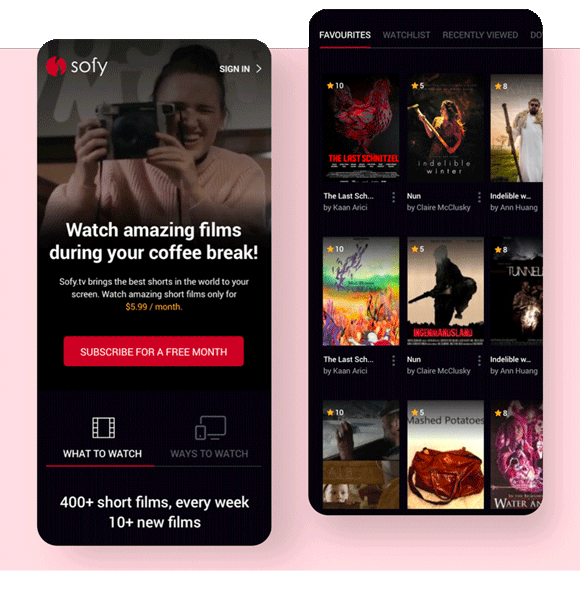 sofy
SIGN IN
Watch amazing films
during your coffee break!
Sofy.tv brings the best shorts in the world to your
screen. Watch amazing short films only for
$5.99 / month.
SUBSCRIBE FOR A FREE MONTH
WHAT TO WATCH WAYS TO WATCH
400+ short films, every week
10+ new films
FAVOURITES WATCHLIST RECENTLY VIEWED DO
10 5 8
THE LAST SCHNITZEL
indelible
winter
The Last Sch... Nun Indelible w...
by Kaan Arici by Claire McClusky by Ann Huang
10 5 8
TUNNEL
INGENMANSLAND
The Last Sch... Nun Indelible w...
by Kaan Arici by Claire McClusky by Ann Huang
10 5 8
Mashed Potatoes
WATER AN